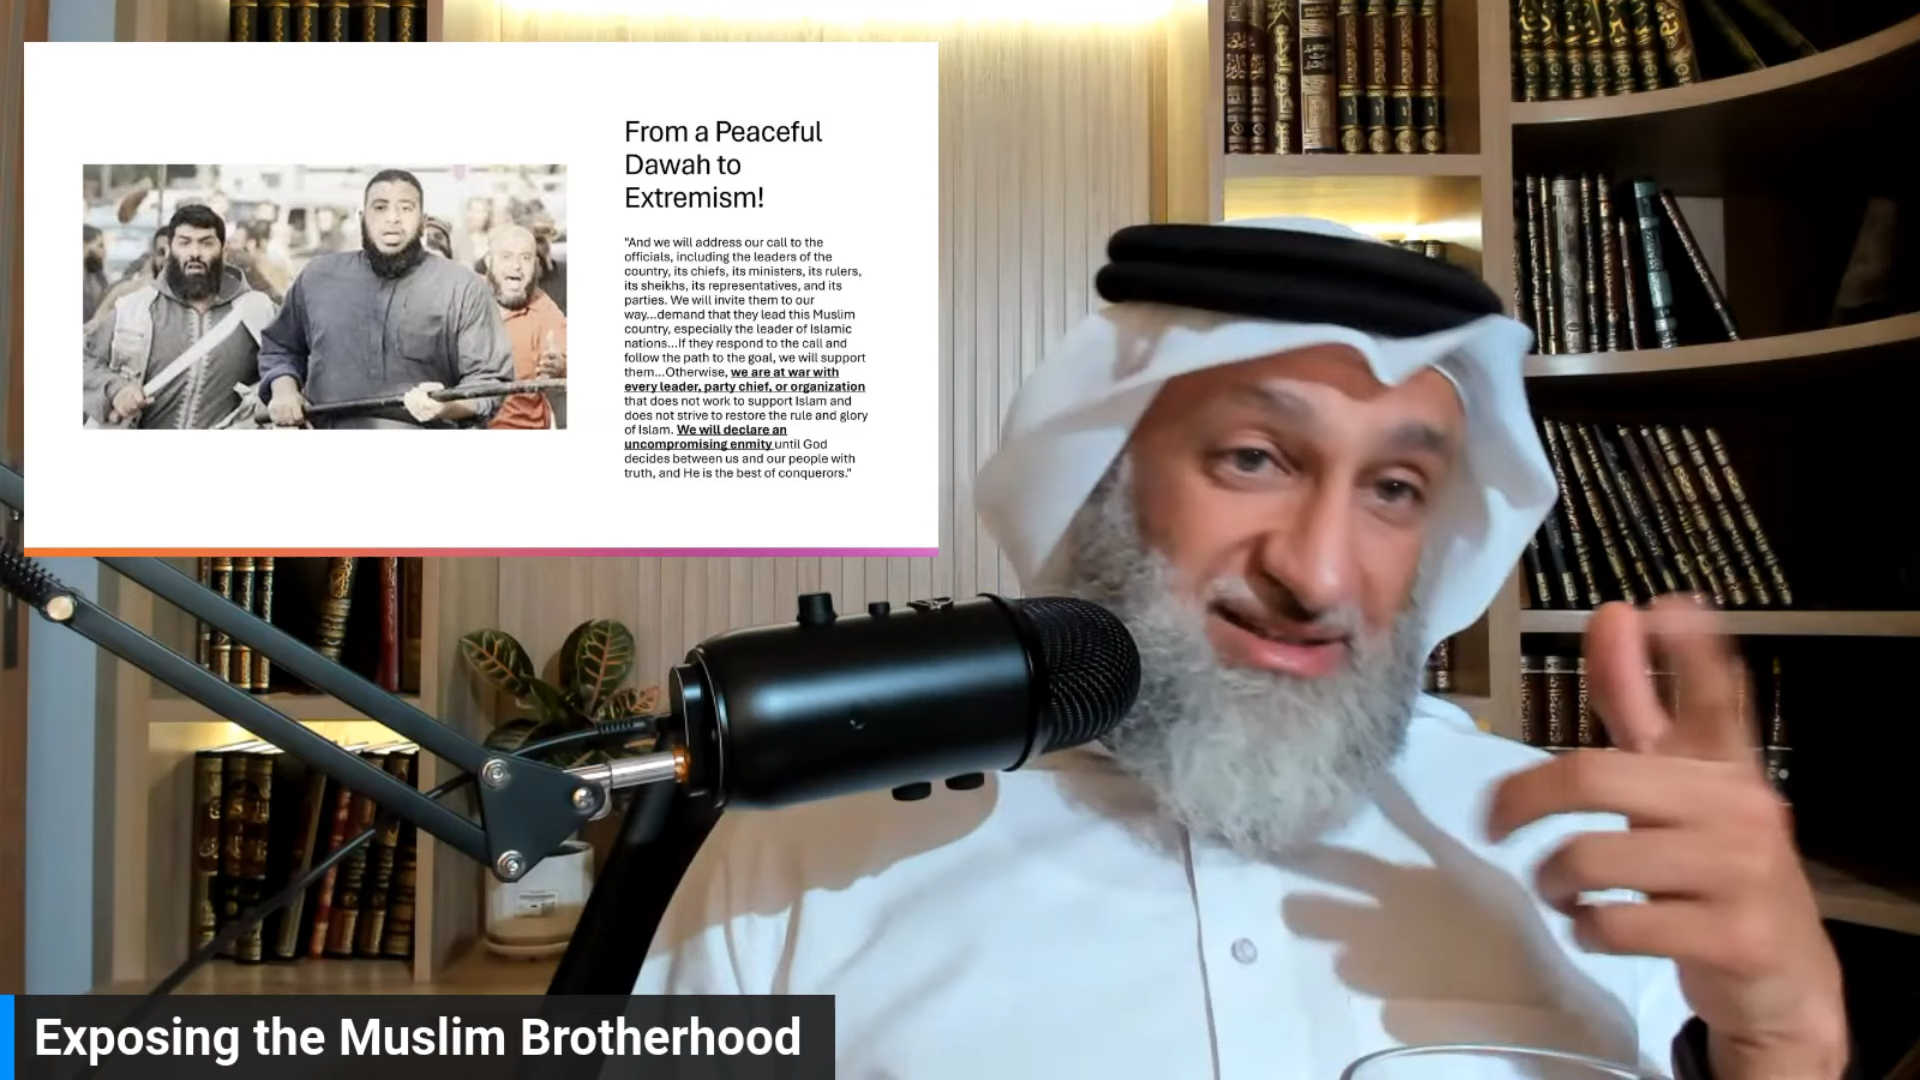 From a Peaceful
Dawah to
Extremism!
"And we will address our call to the
officials, including the leaders of the
country, its chiefs, its ministers, its rulers,
its sheikhs, its representatives, and its
parties. We will invite them to our
way...demand that they lead this Muslim
country, especially the leader of Islamic
nations...If they respond to the call and
follow the path to the goal, we will support
them...Otherwise, we are at war with
every leader, party chief, or organization
that does not work to support Islam and
does not strive to restore the rule and glory
of Islam. We will declare an
uncompromising enmity until God
decides between us and our people with
truth, and He is the best of conquerors."
Exposing the Muslim Brotherhood